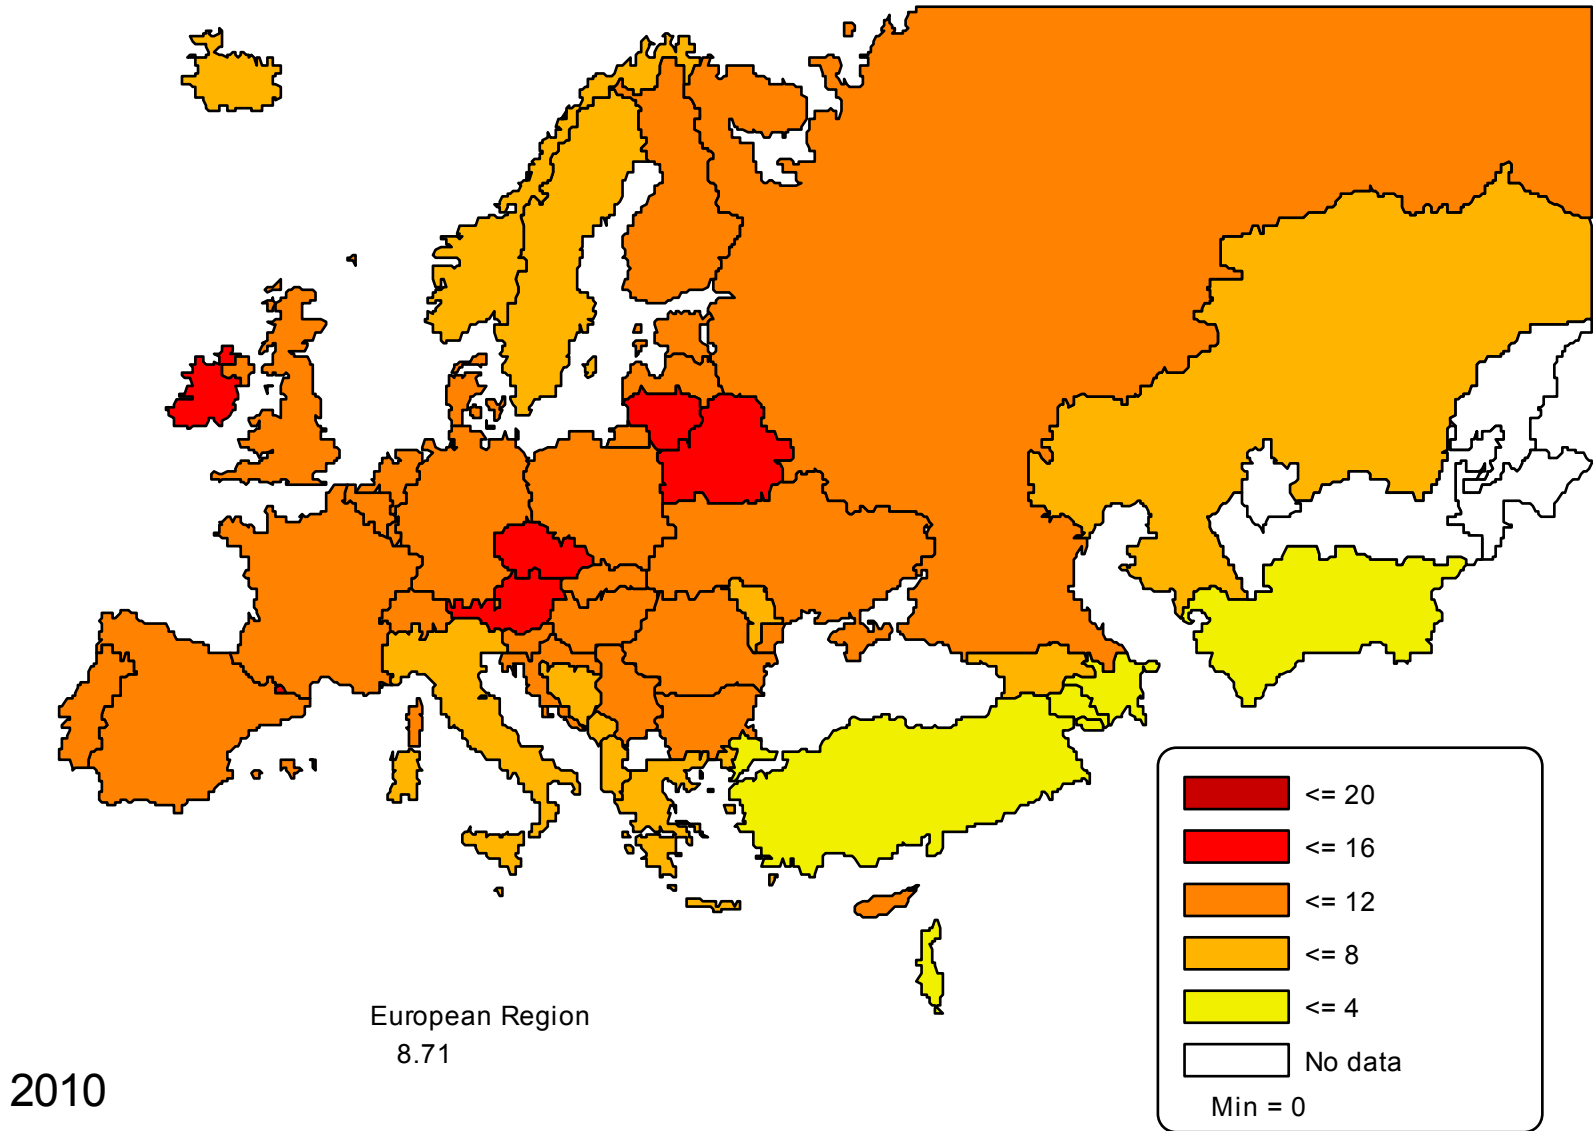 <= 20
<= 16
<= 12
<= 8
<= 4
No data
Min = 0
European Region
8.71
2010